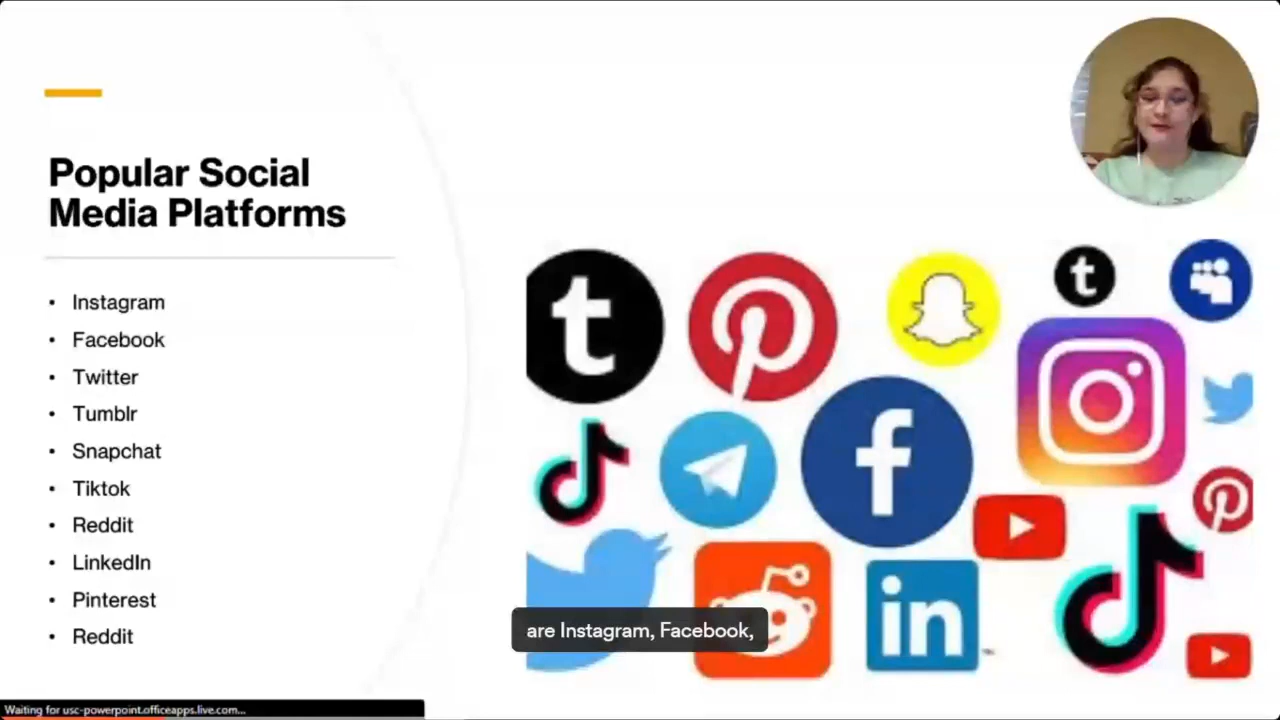 Popular Social
Media Platforms
• Instagram
• Facebook
• Twitter
• Tumblr
• Snapchat
• Tiktok
• Reddit
• LinkedIn
• Pinterest
• Reddit
t
t
f
in
are Instagram, Facebook,
Waiting for usc-powerpoint.officeapps.live.com...